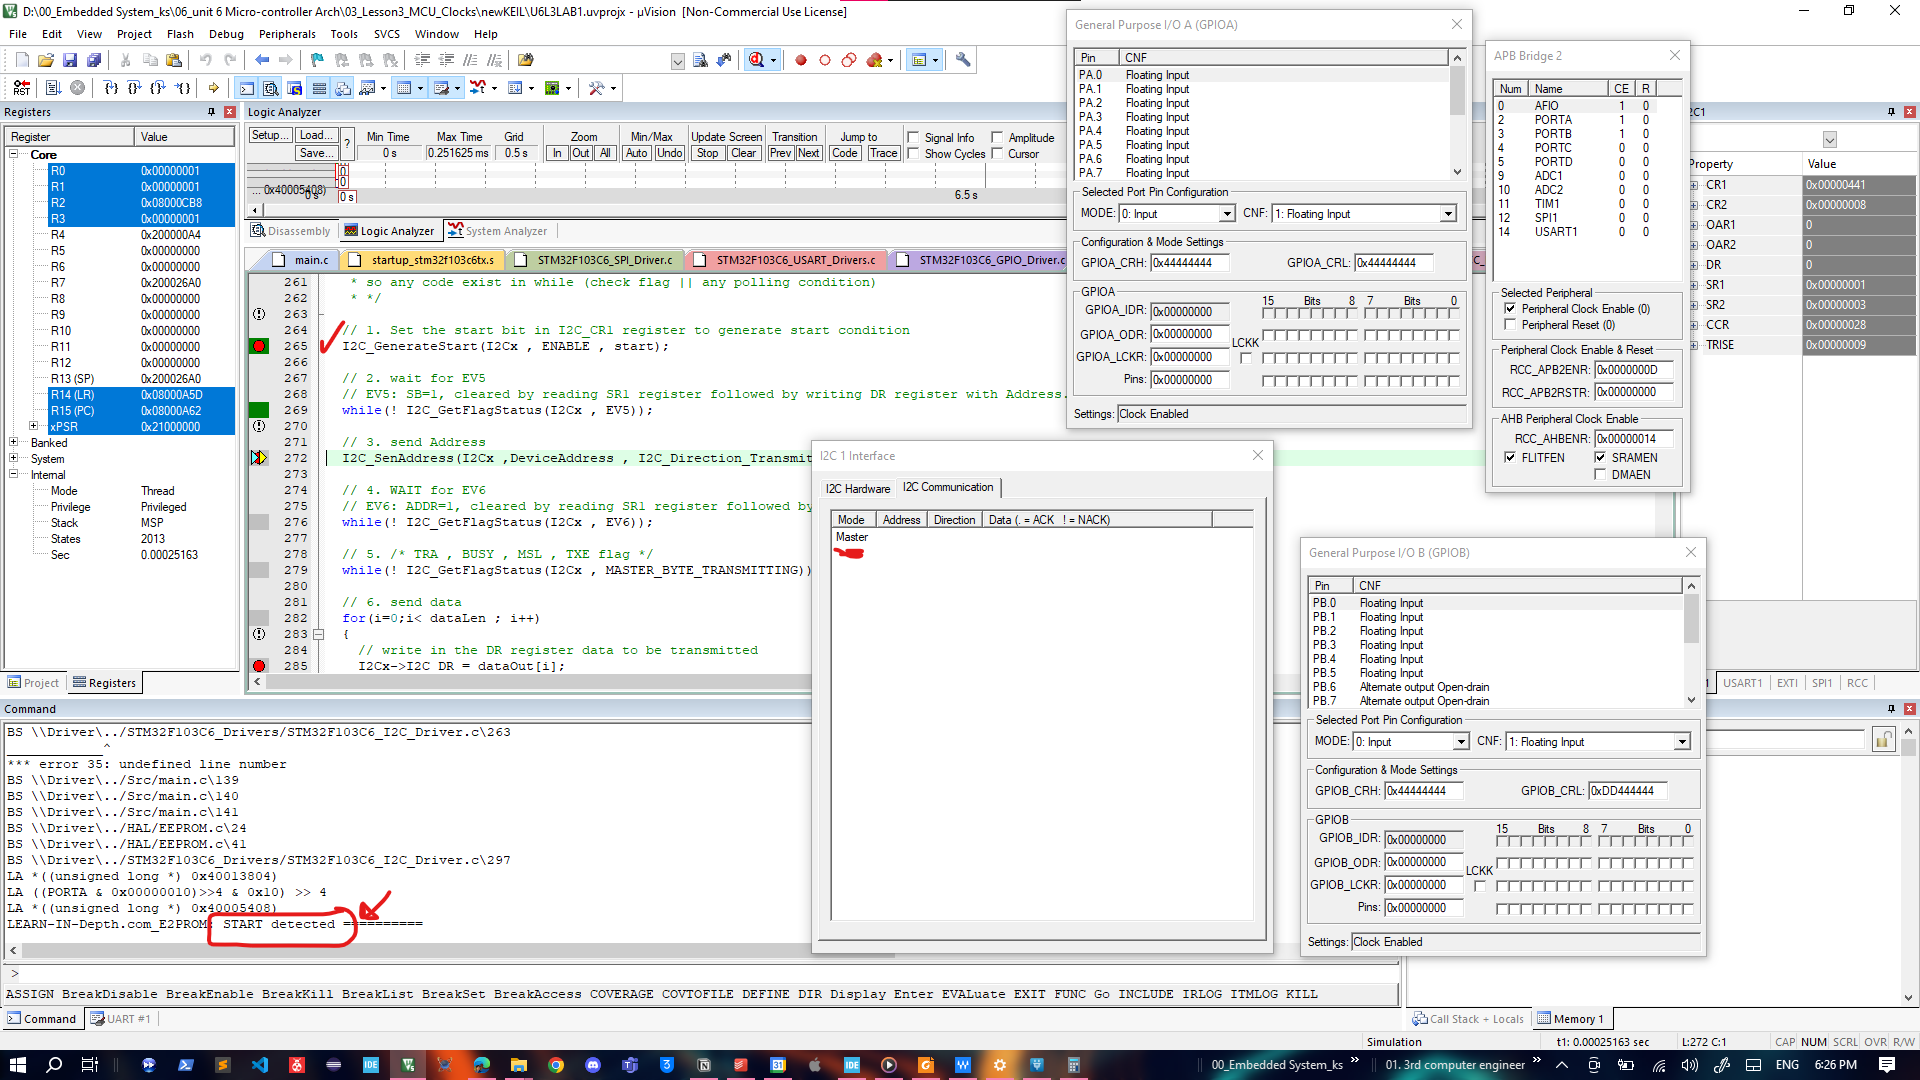 D:\00_Embedded System_ks\06_unit 6 Micro-controller Arch\03_Lesson3_MCU_Clocks\newKEIL\U6L3LAB1.uvprojx - µVision [Non-Commercial Use License]
File Edit View Project Flash Debug Peripherals Tools SVCS Window Help
Registers
Register Value
Core
R0 0x00000001
R1 0x00000001
R2 0x08000CB8
R3 0x00000001
R4 0x200000A4
R5 0x00000000
R6 0x00000000
R7 0x200026A0
R8 0x00000000
R9 0x00000000
R10 0x00000000
R11 0x00000000
R12 0x00000000
R13 (SP) 0x200026A0
R14 (LR) 0x08000A5D
R15 (PC) 0x08000A62
xPSR 0x21000000
Banked
System
Internal
Mode Thread
Privilege Privileged
Stack MSP
States 2013
Sec 0.00025163
Project Registers
Logic Analyzer
Setup... Load... Save... ?
Min Time Max Time Grid Zoom Min/Max Update Screen Transition Jump to
0 s 0.251625 ms 0.5 s In Out All Auto Undo Stop Clear Prev Next Code Trace
Signal Info Amplitude
Show Cycles Cursor
0
0
... 0x40005408) 0 s 0 s 6.5 s
Disassembly Logic Analyzer System Analyzer
main.c startup_stm32f103c6tx.s STM32F103C6_SPI_Driver.c STM32F103C6_USART_Drivers.c STM32F103C6_GPIO_Driver.c
261 * so any code exist in while (check flag || any polling condition)
262 * */
263
264 // 1. Set the start bit in I2C_CR1 register to generate start condition
265 I2C_GenerateStart(I2Cx , ENABLE , start);
266
267 // 2. wait for EV5
268 // EV5: SB=1, cleared by reading SR1 register followed by writing DR register with Address.
269 while(! I2C_GetFlagStatus(I2Cx , EV5));
270
271 // 3. send Address
272 I2C_SenAddress(I2Cx ,DeviceAddress , I2C_Direction_Transmit
273
274 // 4. WAIT for EV6
275 // EV6: ADDR=1, cleared by reading SR1 register followed by
276 while(! I2C_GetFlagStatus(I2Cx , EV6));
277
278 // 5. /* TRA , BUSY , MSL , TXE flag */
279 while(! I2C_GetFlagStatus(I2Cx , MASTER_BYTE_TRANSMITTING))
280
281 // 6. send data
282 for(i=0;i< dataLen ; i++)
283 {
284 // write in the DR register data to be transmitted
285 I2Cx->I2C_DR = dataOut[i];
General Purpose I/O A (GPIOA)
Pin CNF
PA.0 Floating Input
PA.1 Floating Input
PA.2 Floating Input
PA.3 Floating Input
PA.4 Floating Input
PA.5 Floating Input
PA.6 Floating Input
PA.7 Floating Input
Selected Port Pin Configuration
MODE: 0: Input CNF: 1: Floating Input
Configuration & Mode Settings
GPIOA_CRH: 0x44444444 GPIOA_CRL: 0x44444444
GPIOA
15 Bits 8 7 Bits 0
GPIOA_IDR: 0x00000000
GPIOA_ODR: 0x00000000
LCKK
GPIOA_LCKR: 0x00000000
Pins: 0x00000000
Settings: Clock Enabled
APB Bridge 2
Num Name CE R
0 AFIO 1 0
2 PORTA 1 0
3 PORTB 1 0
4 PORTC 0 0
5 PORTD 0 0
9 ADC1 0 0
10 ADC2 0 0
11 TIM1 0 0
12 SPI1 0 0
14 USART1 0 0
Selected Peripheral
Peripheral Clock Enable (0)
Peripheral Reset (0)
Peripheral Clock Enable & Reset
RCC_APB2ENR: 0x0000000D
RCC_APB2RSTR: 0x00000000
AHB Peripheral Clock Enable
RCC_AHBENR: 0x00000014
FLITFEN SRAMEN
DMAEN
2C1
Property Value
CR1 0x00000441
CR2 0x00000008
OAR1 0
OAR2 0
DR 0
SR1 0x00000001
SR2 0x00000003
CCR 0x00000028
TRISE 0x00000009
I2C 1 Interface
I2C Hardware I2C Communication
Mode Address Direction Data (. = ACK ! = NACK)
Master
General Purpose I/O B (GPIOB)
Pin CNF
PB.0 Floating Input
PB.1 Floating Input
PB.2 Floating Input
PB.3 Floating Input
PB.4 Floating Input
PB.5 Floating Input
PB.6 Alternate output Open-drain
PB.7 Alternate output Open-drain
Selected Port Pin Configuration
MODE: 0: Input CNF: 1: Floating Input
Configuration & Mode Settings
GPIOB_CRH: 0x44444444 GPIOB_CRL: 0xDD444444
GPIOB
15 Bits 8 7 Bits 0
GPIOB_IDR: 0x00000000
GPIOB_ODR: 0x00000000
LCKK
GPIOB_LCKR: 0x00000000
Pins: 0x00000000
Settings: Clock Enabled
USART1 EXTI SPI1 RCC
Command
BS \\Driver\../STM32F103C6_Drivers/STM32F103C6_I2C_Driver.c\263
____________^
*** error 35: undefined line number
BS \\Driver\../Src/main.c\139
BS \\Driver\../Src/main.c\140
BS \\Driver\../Src/main.c\141
BS \\Driver\../HAL/EEPROM.c\24
BS \\Driver\../HAL/EEPROM.c\41
BS \\Driver\../STM32F103C6_Drivers/STM32F103C6_I2C_Driver.c\297
LA *((unsigned long *) 0x40013804)
LA ((PORTA & 0x00000010)>>4 & 0x10) >> 4
LA *((unsigned long *) 0x40005408)
LEARN-IN-Depth.com_E2PROM: START detected ==========
>
ASSIGN BreakDisable BreakEnable BreakKill BreakList BreakSet BreakAccess COVERAGE COVTOFILE DEFINE DIR Display Enter EVALuate EXIT FUNC Go INCLUDE IRLOG ITMLOG KILL
Command UART #1
Call Stack + Locals Memory 1
Simulation t1: 0.00025163 sec L:272 C:1 CAP NUM SCRL OVR R/W
00_Embedded System_ks 01. 3rd computer engineer ENG 6:26 PM